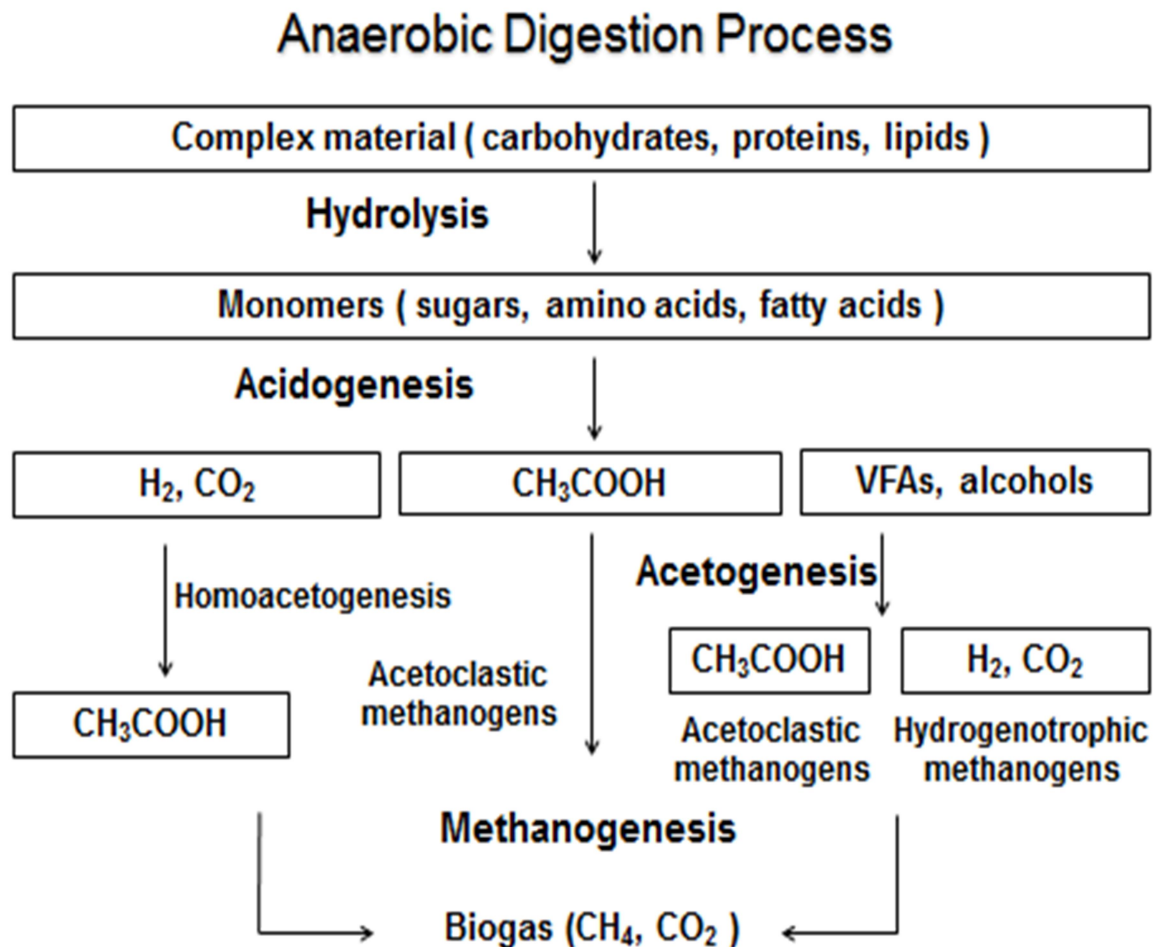 Anaerobic Digestion Process
Complex material ( carbohydrates, proteins, lipids )
Hydrolysis
Monomers ( sugars, amino acids, fatty acids )
Acidogenesis
H₂, CO₂
CH₃COOH
VFAs, alcohols
Homoacetogenesis
Acetogenesis
CH₃COOH
H₂, CO₂
CH₃COOH
Acetoclastic
methanogens
Acetoclastic
methanogens
Hydrogenotrophic
methanogens
Methanogenesis
Biogas (CH₄, CO₂ )